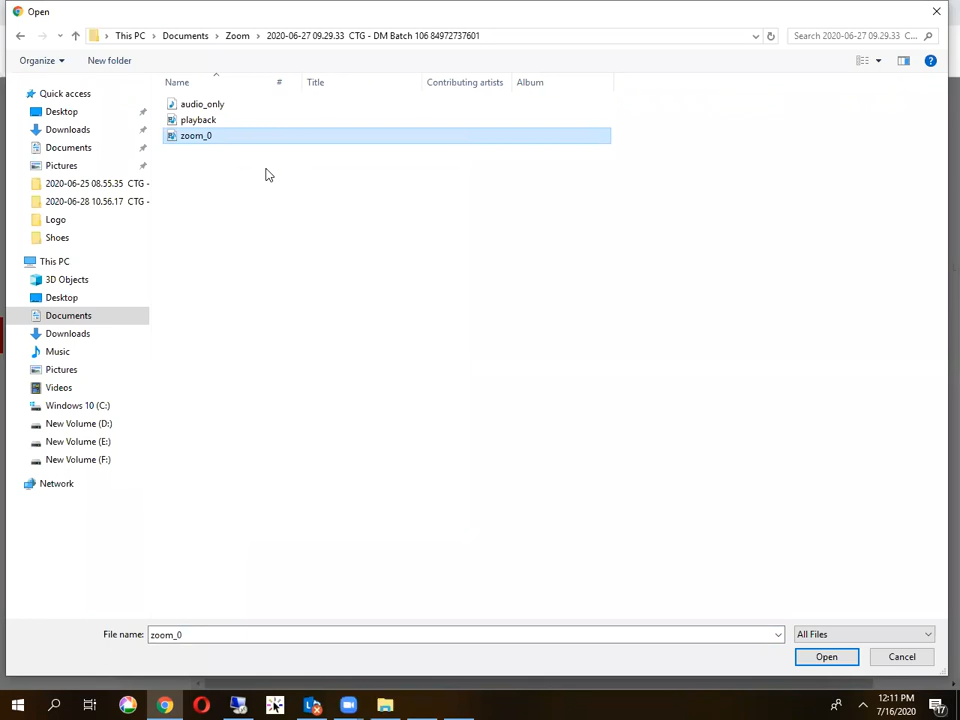 Open
This PC > Documents > Zoom > 2020-06-27 09.29.33 CTG - DM Batch 106 84972737601
Search 2020-06-27 09.29.33 C...
Organize
New folder
Name # Title Contributing artists Album
Quick access
Desktop
Downloads
Documents
Pictures
2020-06-25 08.55.35 CTG -
2020-06-28 10.56.17 CTG -
Logo
Shoes
This PC
3D Objects
Desktop
Documents
Downloads
Music
Pictures
Videos
Windows 10 (C:)
New Volume (D:)
New Volume (E:)
New Volume (F:)
Network
audio_only
playback
zoom_0
File name: zoom_0
All Files
Open
Cancel
12:11 PM
7/16/2020
17